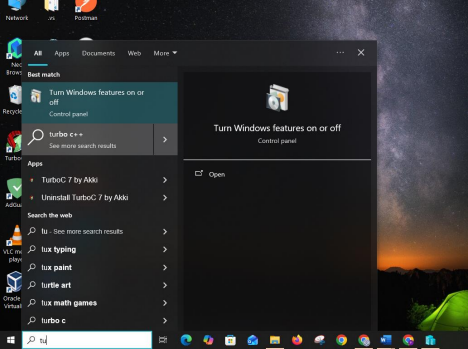 Network
.vs
Postman
All Apps Documents Web More
Best match
Turn Windows features on or
off
Control panel
turbo c++
See more search results
Apps
TurboC 7 by Akki
Uninstall TurboC 7 by Akki
Search the web
tu - See more search results
tux typing
tux paint
turtle art
tux math games
turbo c
tu
Turn Windows features on or off
Control panel
Open
Neo
Brows
Recycle
Turbo
AdGua
VLC me
playe
Oracle
Virtual